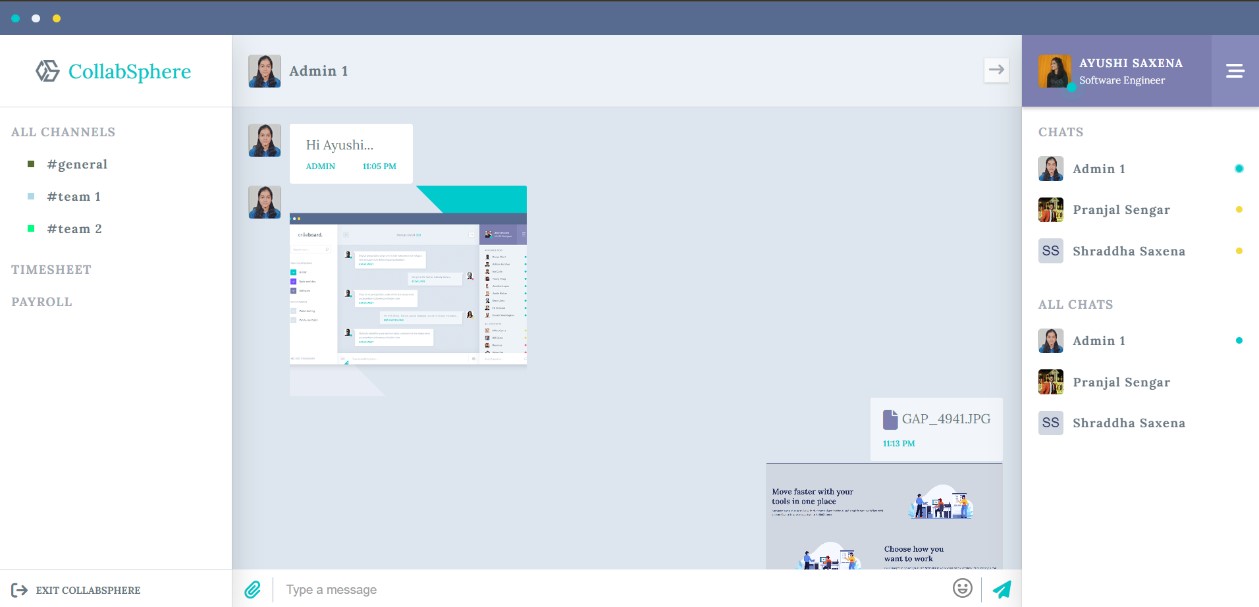 CollabSphere
ALL CHANNELS
#general
#team 1
#team 2
TIMESHEET
PAYROLL
EXIT COLLABSPHERE
Admin 1
Hi Ayushi...
ADMIN 11:05 PM
GAP_4941.JPG
11:13 PM
Move faster with your
tools in one place
Choose how you
want to work
Type a message
AYUSHI SAXENA
Software Engineer
CHATS
Admin 1
Pranjal Sengar
SS Shraddha Saxena
ALL CHATS
Admin 1
Pranjal Sengar
SS Shraddha Saxena